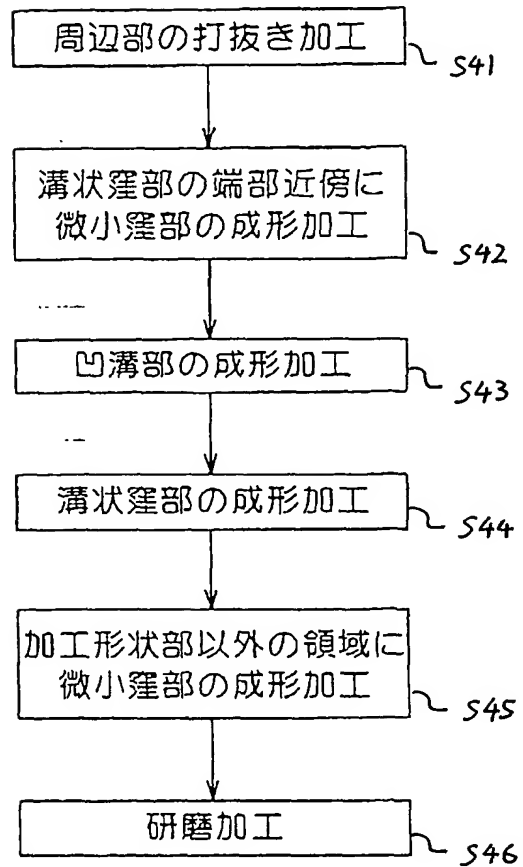 周辺部の打抜き加工
S41
溝状窪部の端部近傍に
微小窪部の成形加工
S42
凹溝部の成形加工
S43
溝状窪部の成形加工
S44
加工形状部以外の領域に
微小窪部の成形加工
S45
研磨加工
S46